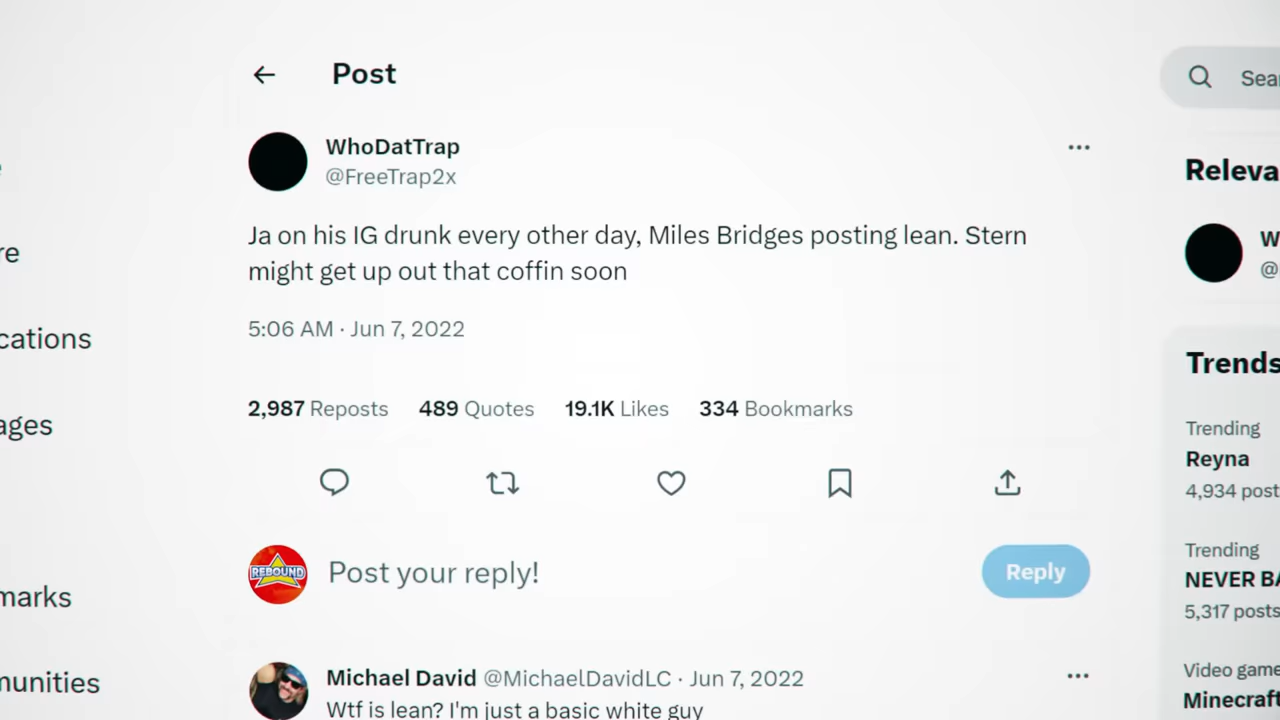 Post
Sea
WhoDatTrap
@FreeTrap2x
Releva
Ja on his IG drunk every other day, Miles Bridges posting lean. Stern
might get up out that coffin soon
re
W
@
5:06 AM · Jun 7, 2022
cations
Trends
2,987 Reposts 489 Quotes 19.1K Likes 334 Bookmarks
ages
Trending
Reyna
4,934 post
REBOUND
Post your reply!
Reply
Trending
NEVER BA
5,317 posts
marks
Michael David @MichaelDavidLC · Jun 7, 2022
Wtf is lean? I'm just a basic white guy
munities
Video game
Minecraft